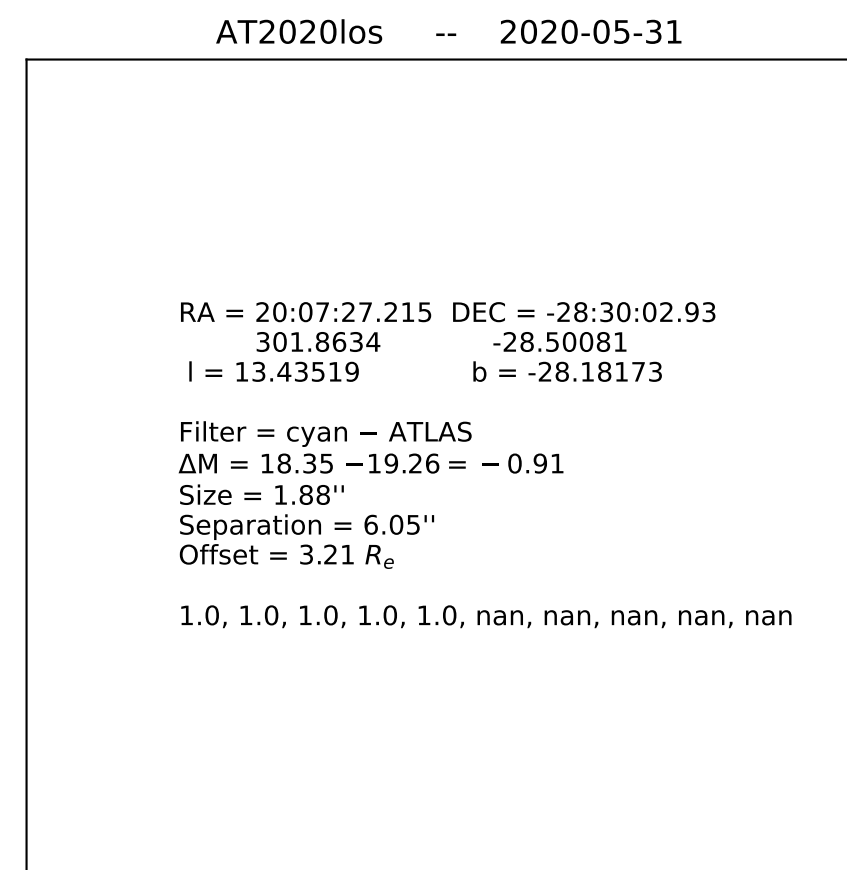 AT2020los -- 2020-05-31
RA = 20:07:27.215 DEC = -28:30:02.93
301.8634 -28.50081
l = 13.43519 b = -28.18173
Filter = cyan − ATLAS
ΔM = 18.35 −19.26 = −0.91
Size = 1.88''
Separation = 6.05''
Offset = 3.21 Rₑ
1.0, 1.0, 1.0, 1.0, 1.0, nan, nan, nan, nan, nan